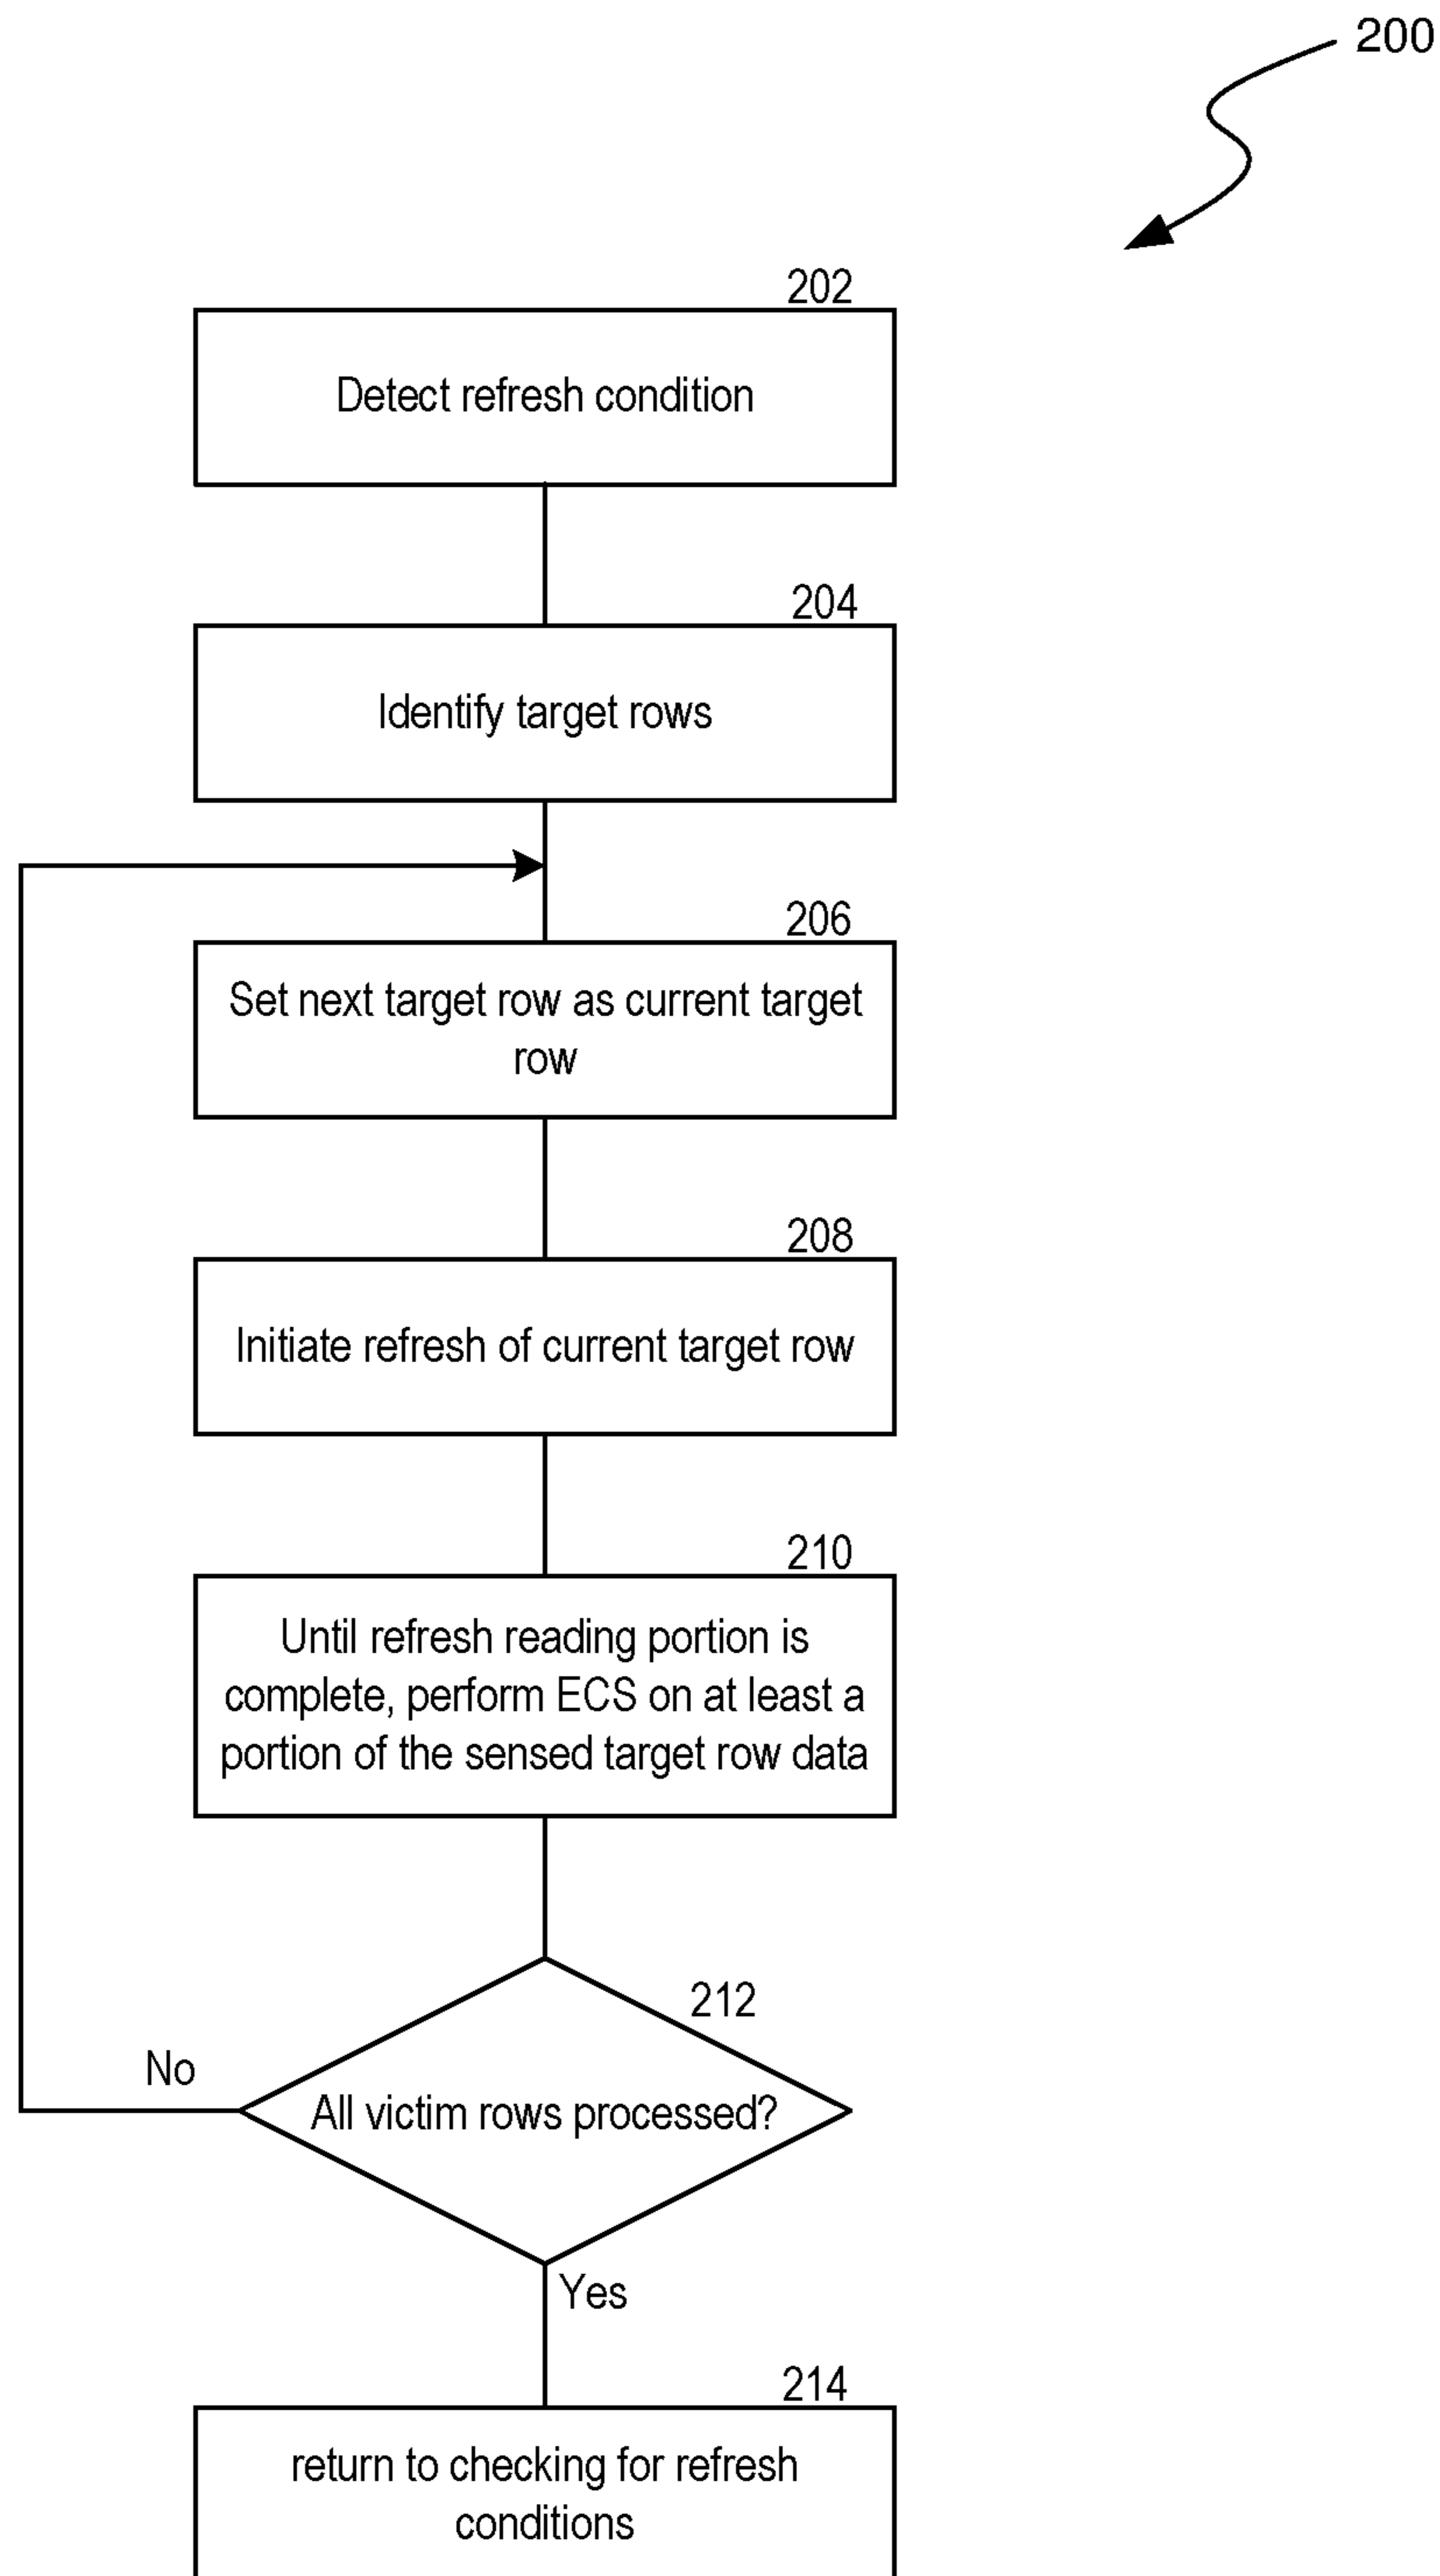 200
202
Detect refresh condition
204
Identify target rows
206
Set next target row as current target
row
208
Initiate refresh of current target row
210
Until refresh reading portion is
complete, perform ECS on at least a
portion of the sensed target row data
212
No
All victim rows processed?
Yes
214
return to checking for refresh
conditions